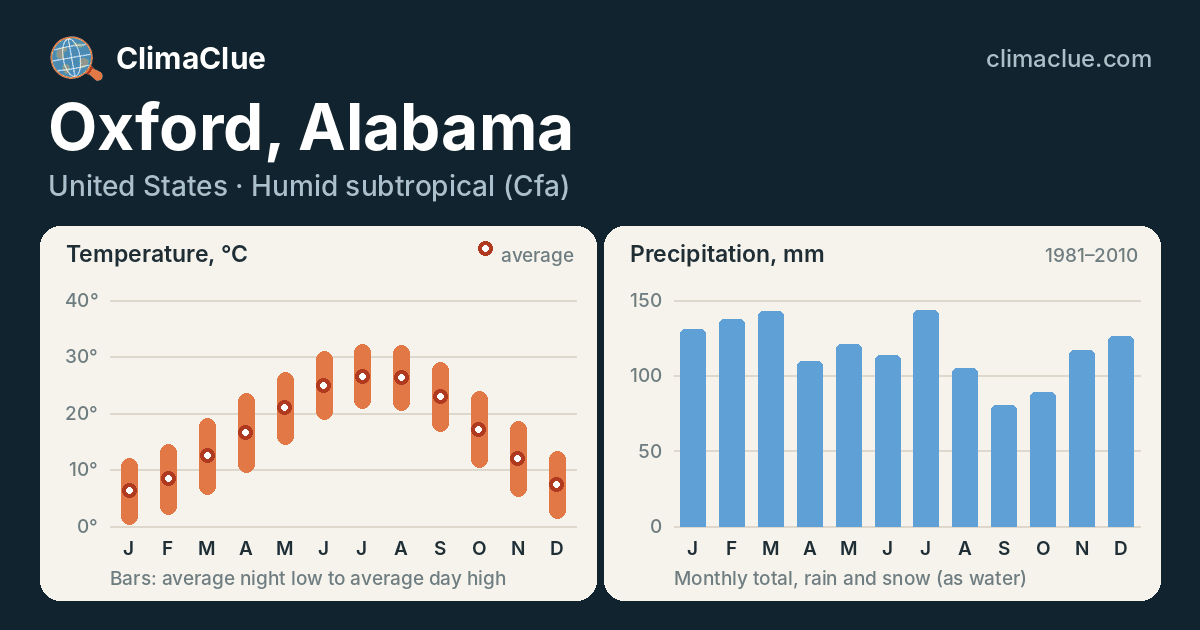 ClimaClue
climaclue.com
Oxford, Alabama
United States · Humid subtropical (Cfa)
Temperature, °C
average
40°
30°
20°
10°
0°
J F M A M J J A S O N D
Bars: average night low to average day high
Precipitation, mm
1981–2010
150
100
50
0
J F M A M J J A S O N D
Monthly total, rain and snow (as water)